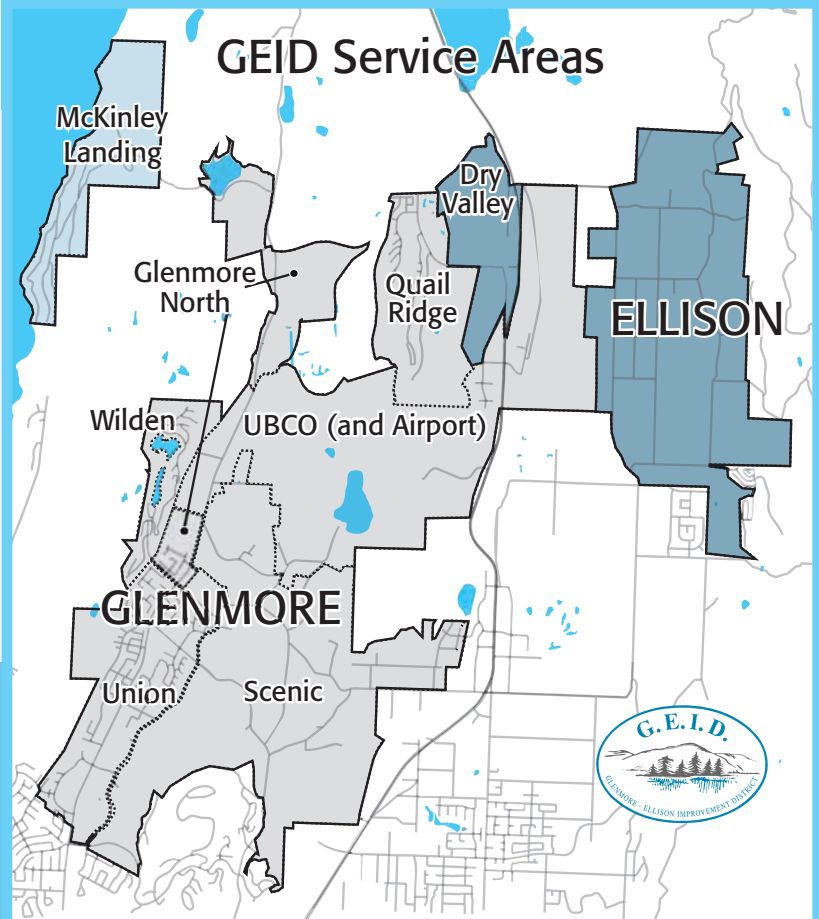 GEID Service Areas
McKinley
Landing
Dry
Valley
Glenmore
North
Quail
Ridge
ELLISON
Wilden
UBCO (and Airport)
GLENMORE
Union
Scenic
G.E.I.D.
GLENMORE - ELLISON IMPROVEMENT DISTRICT